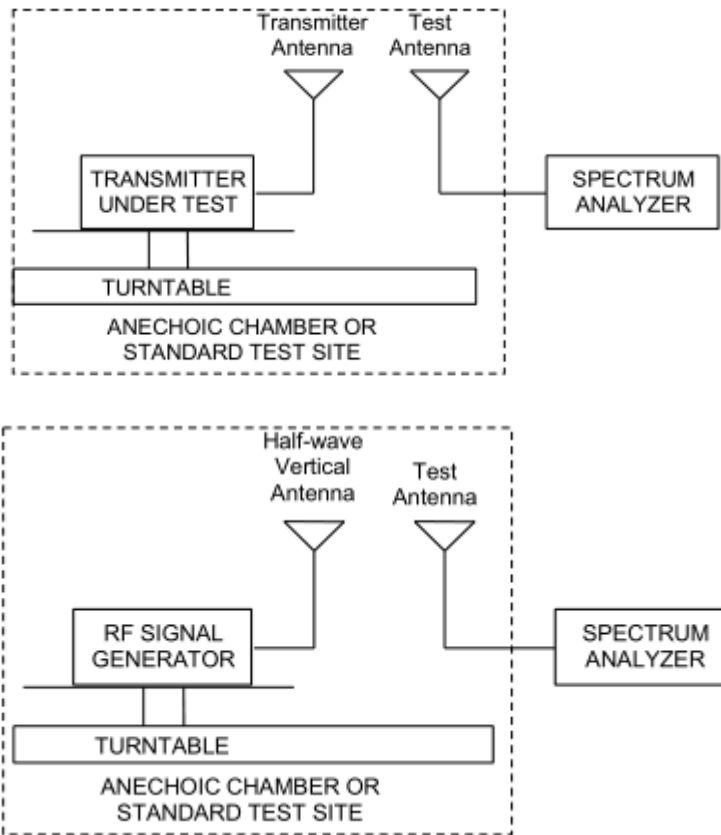 Transmitter
Antenna
Test
Antenna
TRANSMITTER
UNDER TEST
SPECTRUM
ANALYZER
TURNTABLE
ANECHOIC CHAMBER OR
STANDARD TEST SITE
Half-wave
Vertical
Antenna
Test
Antenna
RF SIGNAL
GENERATOR
SPECTRUM
ANALYZER
TURNTABLE
ANECHOIC CHAMBER OR
STANDARD TEST SITE